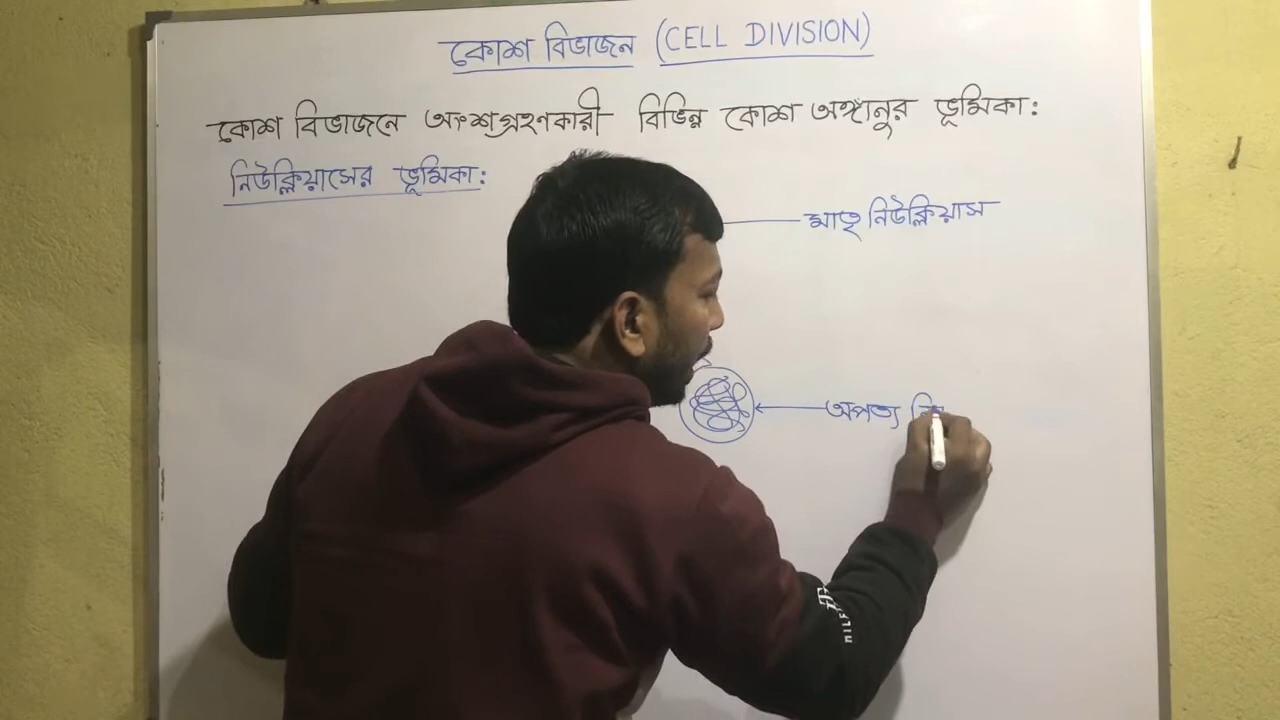 কোশ বিভাজন (CELL DIVISION)
কোশ বিভাজনে অংশগ্রহণকারী বিভিন্ন কোশ অঙ্গানুর ভূমিকা:
নিউক্লিয়াসের ভূমিকা:
মাতৃ নিউক্লিয়াস
অপত্য